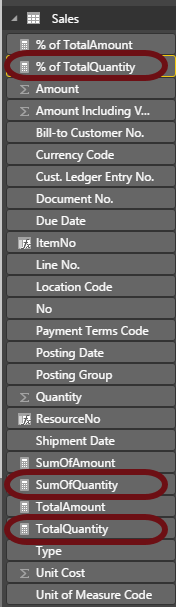 Sales
% of TotalAmount
% of TotalQuantity
Amount
Amount Including V...
Bill-to Customer No.
Currency Code
Cust. Ledger Entry No.
Document No.
Due Date
ItemNo
Line No.
Location Code
No
Payment Terms Code
Posting Date
Posting Group
Quantity
ResourceNo
Shipment Date
SumOfAmount
SumOfQuantity
TotalAmount
TotalQuantity
Type
Unit Cost
Unit of Measure Code